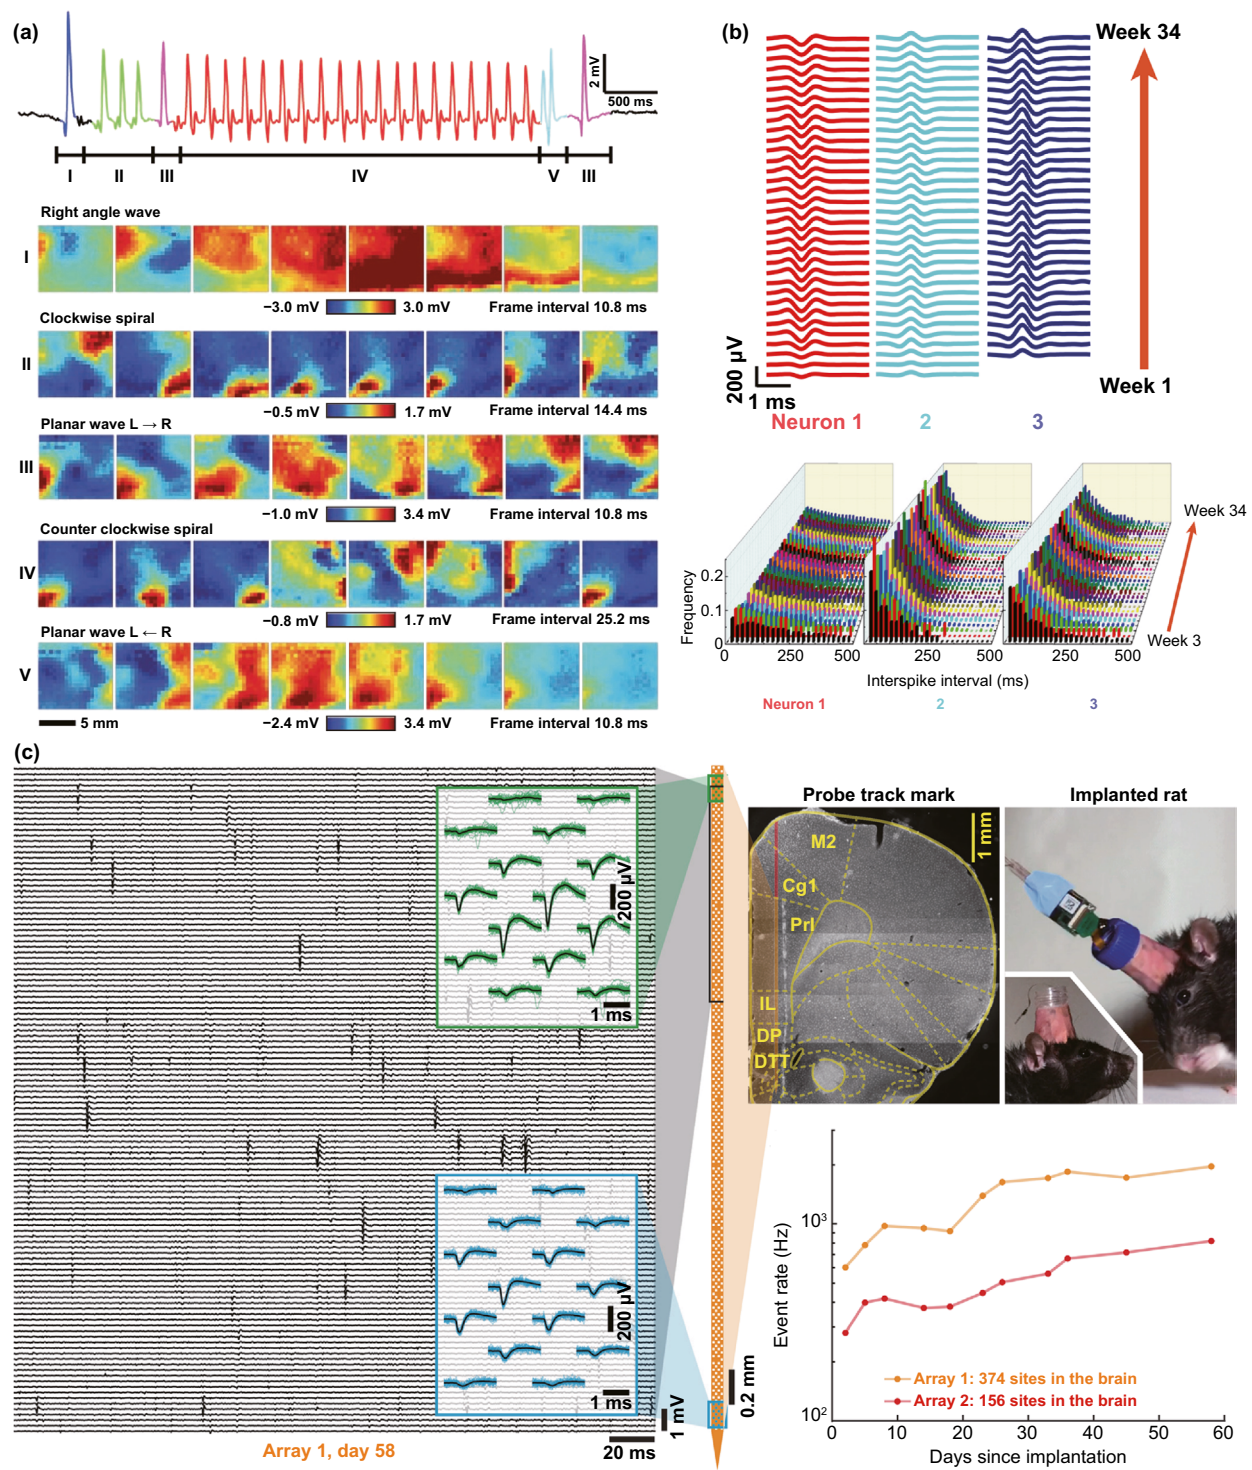 (a)
2 mV
500 ms
I II III IV V III
Right angle wave
I
−3.0 mV 3.0 mV Frame interval 10.8 ms
Clockwise spiral
II
−0.5 mV 1.7 mV Frame interval 14.4 ms
Planar wave L → R
III
−1.0 mV 3.4 mV Frame interval 10.8 ms
Counter clockwise spiral
IV
−0.8 mV 1.7 mV Frame interval 25.2 ms
Planar wave L ← R
V
5 mm −2.4 mV 3.4 mV Frame interval 10.8 ms
(b)
Week 34
Week 1
200 µV
1 ms
Neuron 1 2 3
Week 34
Week 3
Frequency
0.2
0.1
0
0 250 500 250 500 250 500
Interspike interval (ms)
Neuron 1 2 3
(c)
200 µV
1 ms
200 µV
1 ms
1 mV
20 ms
Array 1, day 58
0.2 mm
Probe track mark
1 mm
M2
Cg1
Prl
IL
DP
DTT
Implanted rat
Event rate (Hz)
10³
10²
Array 1: 374 sites in the brain
Array 2: 156 sites in the brain
0 10 20 30 40 50 60
Days since implantation